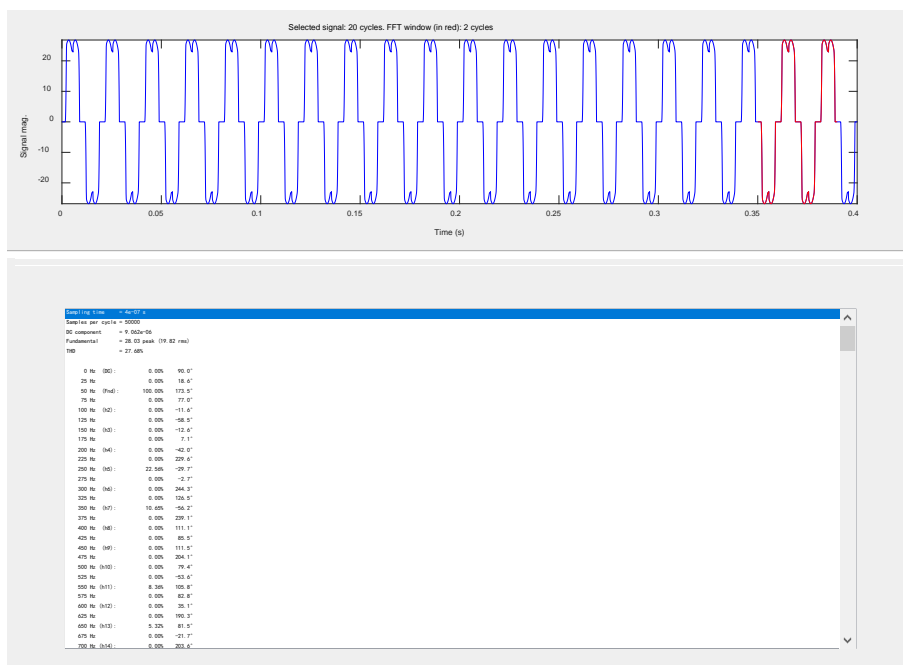 Selected signal: 20 cycles. FFT window (in red): 2 cycles
20
10
0
-10
-20
Signal mag.
0 0.05 0.1 0.15 0.2 0.25 0.3 0.35 0.4
Time (s)
Sampling time = 4e-07 s
Samples per cycle = 50000
DC component = 9.062e-06
Fundamental = 28.03 peak (19.82 rms)
THD = 27.68%
0 Hz (DC): 0.00% 90.0°
25 Hz 0.00% 18.6°
50 Hz (Fnd): 100.00% 173.5°
75 Hz 0.00% 77.0°
100 Hz (h2): 0.00% -11.6°
125 Hz 0.00% -58.5°
150 Hz (h3): 0.00% -12.6°
175 Hz 0.00% 7.1°
200 Hz (h4): 0.00% -42.0°
225 Hz 0.00% 229.6°
250 Hz (h5): 22.56% -29.7°
275 Hz 0.00% -2.7°
300 Hz (h6): 0.00% 244.3°
325 Hz 0.00% 126.5°
350 Hz (h7): 10.65% -56.2°
375 Hz 0.00% 239.1°
400 Hz (h8): 0.00% 111.1°
425 Hz 0.00% 85.5°
450 Hz (h9): 0.00% 111.5°
475 Hz 0.00% 204.1°
500 Hz (h10): 0.00% 79.4°
525 Hz 0.00% -53.6°
550 Hz (h11): 8.36% 105.8°
575 Hz 0.00% 82.8°
600 Hz (h12): 0.00% 35.1°
625 Hz 0.00% 190.3°
650 Hz (h13): 5.32% 81.5°
675 Hz 0.00% -21.7°
700 Hz (h14): 0.00% 203.6°